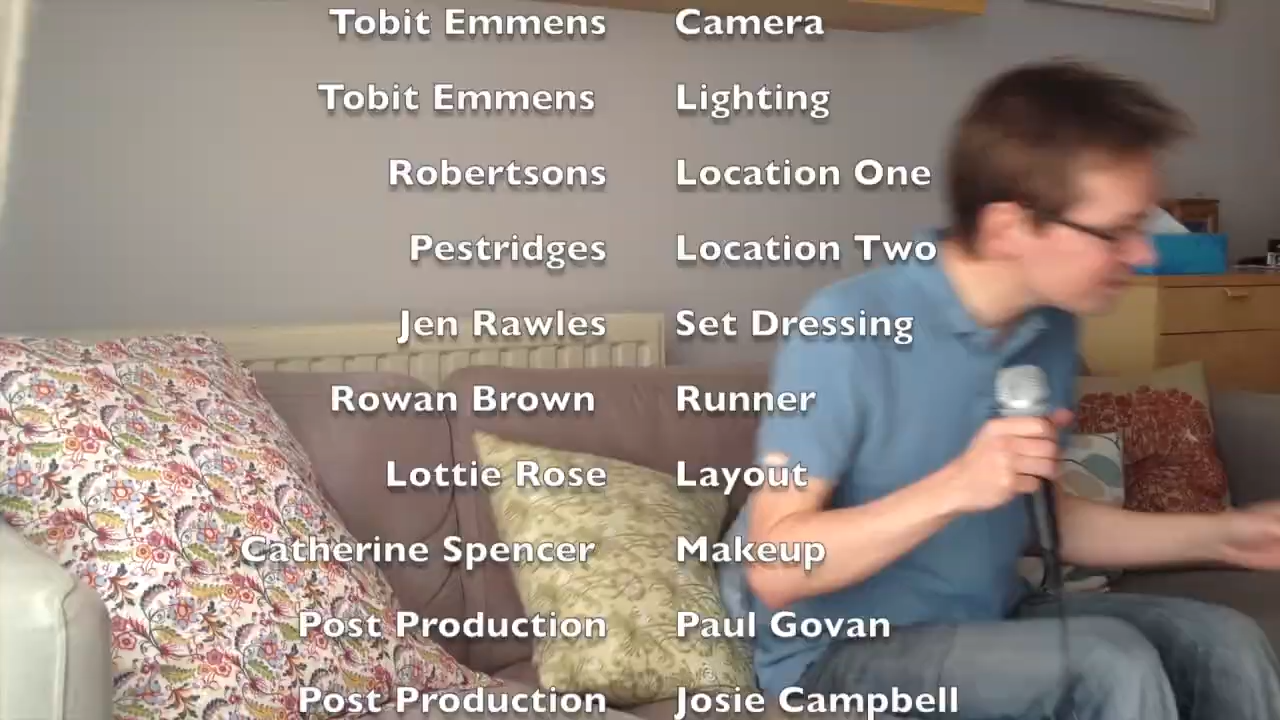 Tobit Emmens Camera
Tobit Emmens Lighting
Robertsons Location One
Pestridges Location Two
Jen Rawles Set Dressing
Rowan Brown Runner
Lottie Rose Layout
Catherine Spencer Makeup
Post Production Paul Govan
Post Production Josie Campbell